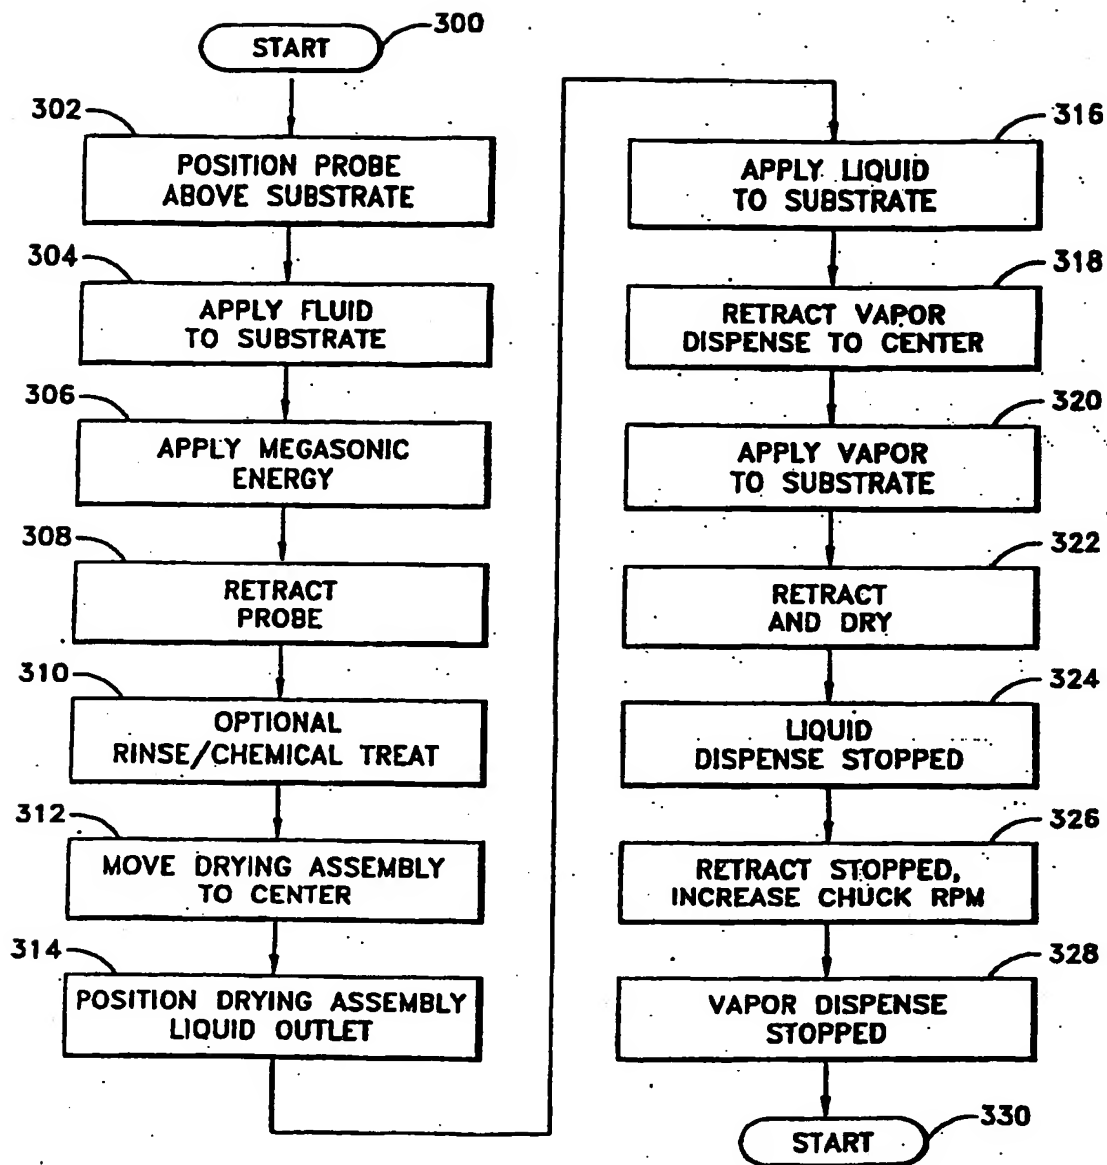 START
300
302
POSITION PROBE
ABOVE SUBSTRATE
304
APPLY FLUID
TO SUBSTRATE
306
APPLY MEGASONIC
ENERGY
308
RETRACT
PROBE
310
OPTIONAL
RINSE/CHEMICAL TREAT
312
MOVE DRYING ASSEMBLY
TO CENTER
314
POSITION DRYING ASSEMBLY
LIQUID OUTLET
316
APPLY LIQUID
TO SUBSTRATE
318
RETRACT VAPOR
DISPENSE TO CENTER
320
APPLY VAPOR
TO SUBSTRATE
322
RETRACT
AND DRY
324
LIQUID
DISPENSE STOPPED
326
RETRACT STOPPED,
INCREASE CHUCK RPM
328
VAPOR DISPENSE
STOPPED
330
START